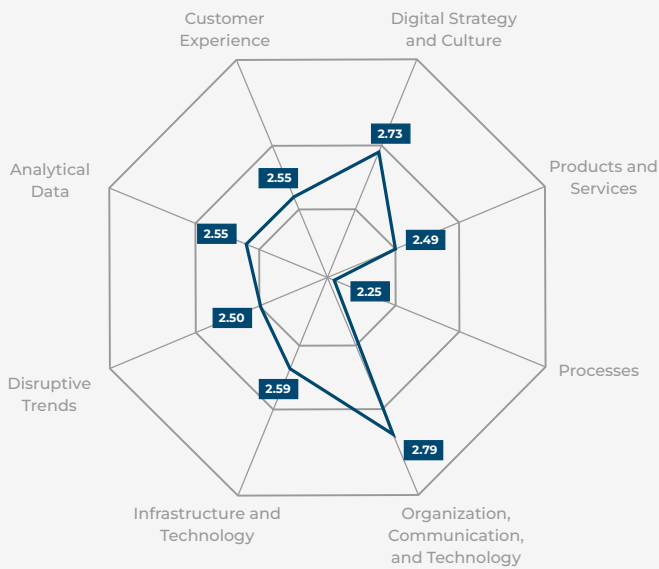 Customer
Experience
Digital Strategy
and Culture
2.73
Analytical
Data
2.55
Products and
Services
2.55
2.49
2.25
2.50
Disruptive
Trends
Processes
2.59
2.79
Infrastructure and
Technology
Organization,
Communication,
and Technology